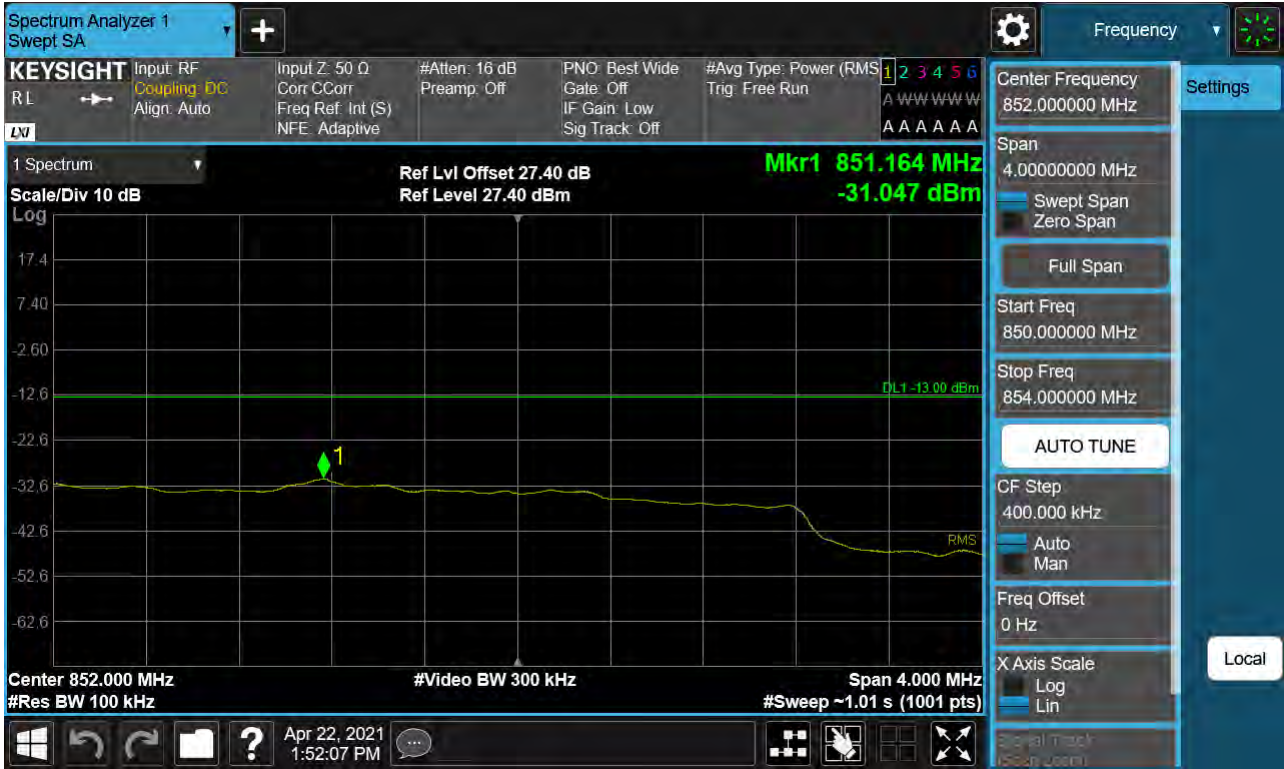 Spectrum Analyzer 1
Swept SA
Frequency
KEYSIGHT
R L
LXI
Input: RF
Coupling: DC
Align: Auto
Input Z: 50 Ω
Corr CCorr
Freq Ref: Int (S)
NFE: Adaptive
#Atten: 16 dB
Preamp: Off
PNO: Best Wide
Gate: Off
IF Gain: Low
Sig Track: Off
#Avg Type: Power (RMS
Trig: Free Run
1 2 3 4 5 6
A W W W W W
A A A A A A
1 Spectrum
Scale/Div 10 dB
Ref Lvl Offset 27.40 dB
Ref Level 27.40 dBm
Mkr1 851.164 MHz
-31.047 dBm
Log
17.4
7.40
-2.60
-12.6
-22.6
-32.6
-42.6
-52.6
-62.6
DL1 -13.00 dBm
1
RMS
Center 852.000 MHz
#Video BW 300 kHz
Span 4.000 MHz
#Res BW 100 kHz
#Sweep ~1.01 s (1001 pts)
Center Frequency
852.000000 MHz
Settings
Span
4.00000000 MHz
Swept Span
Zero Span
Full Span
Start Freq
850.000000 MHz
Stop Freq
854.000000 MHz
AUTO TUNE
CF Step
400.000 kHz
Auto
Man
Freq Offset
0 Hz
X Axis Scale
Log
Lin
Local
Signal Track
(Span Zoom)
?
Apr 22, 2021
1:52:07 PM